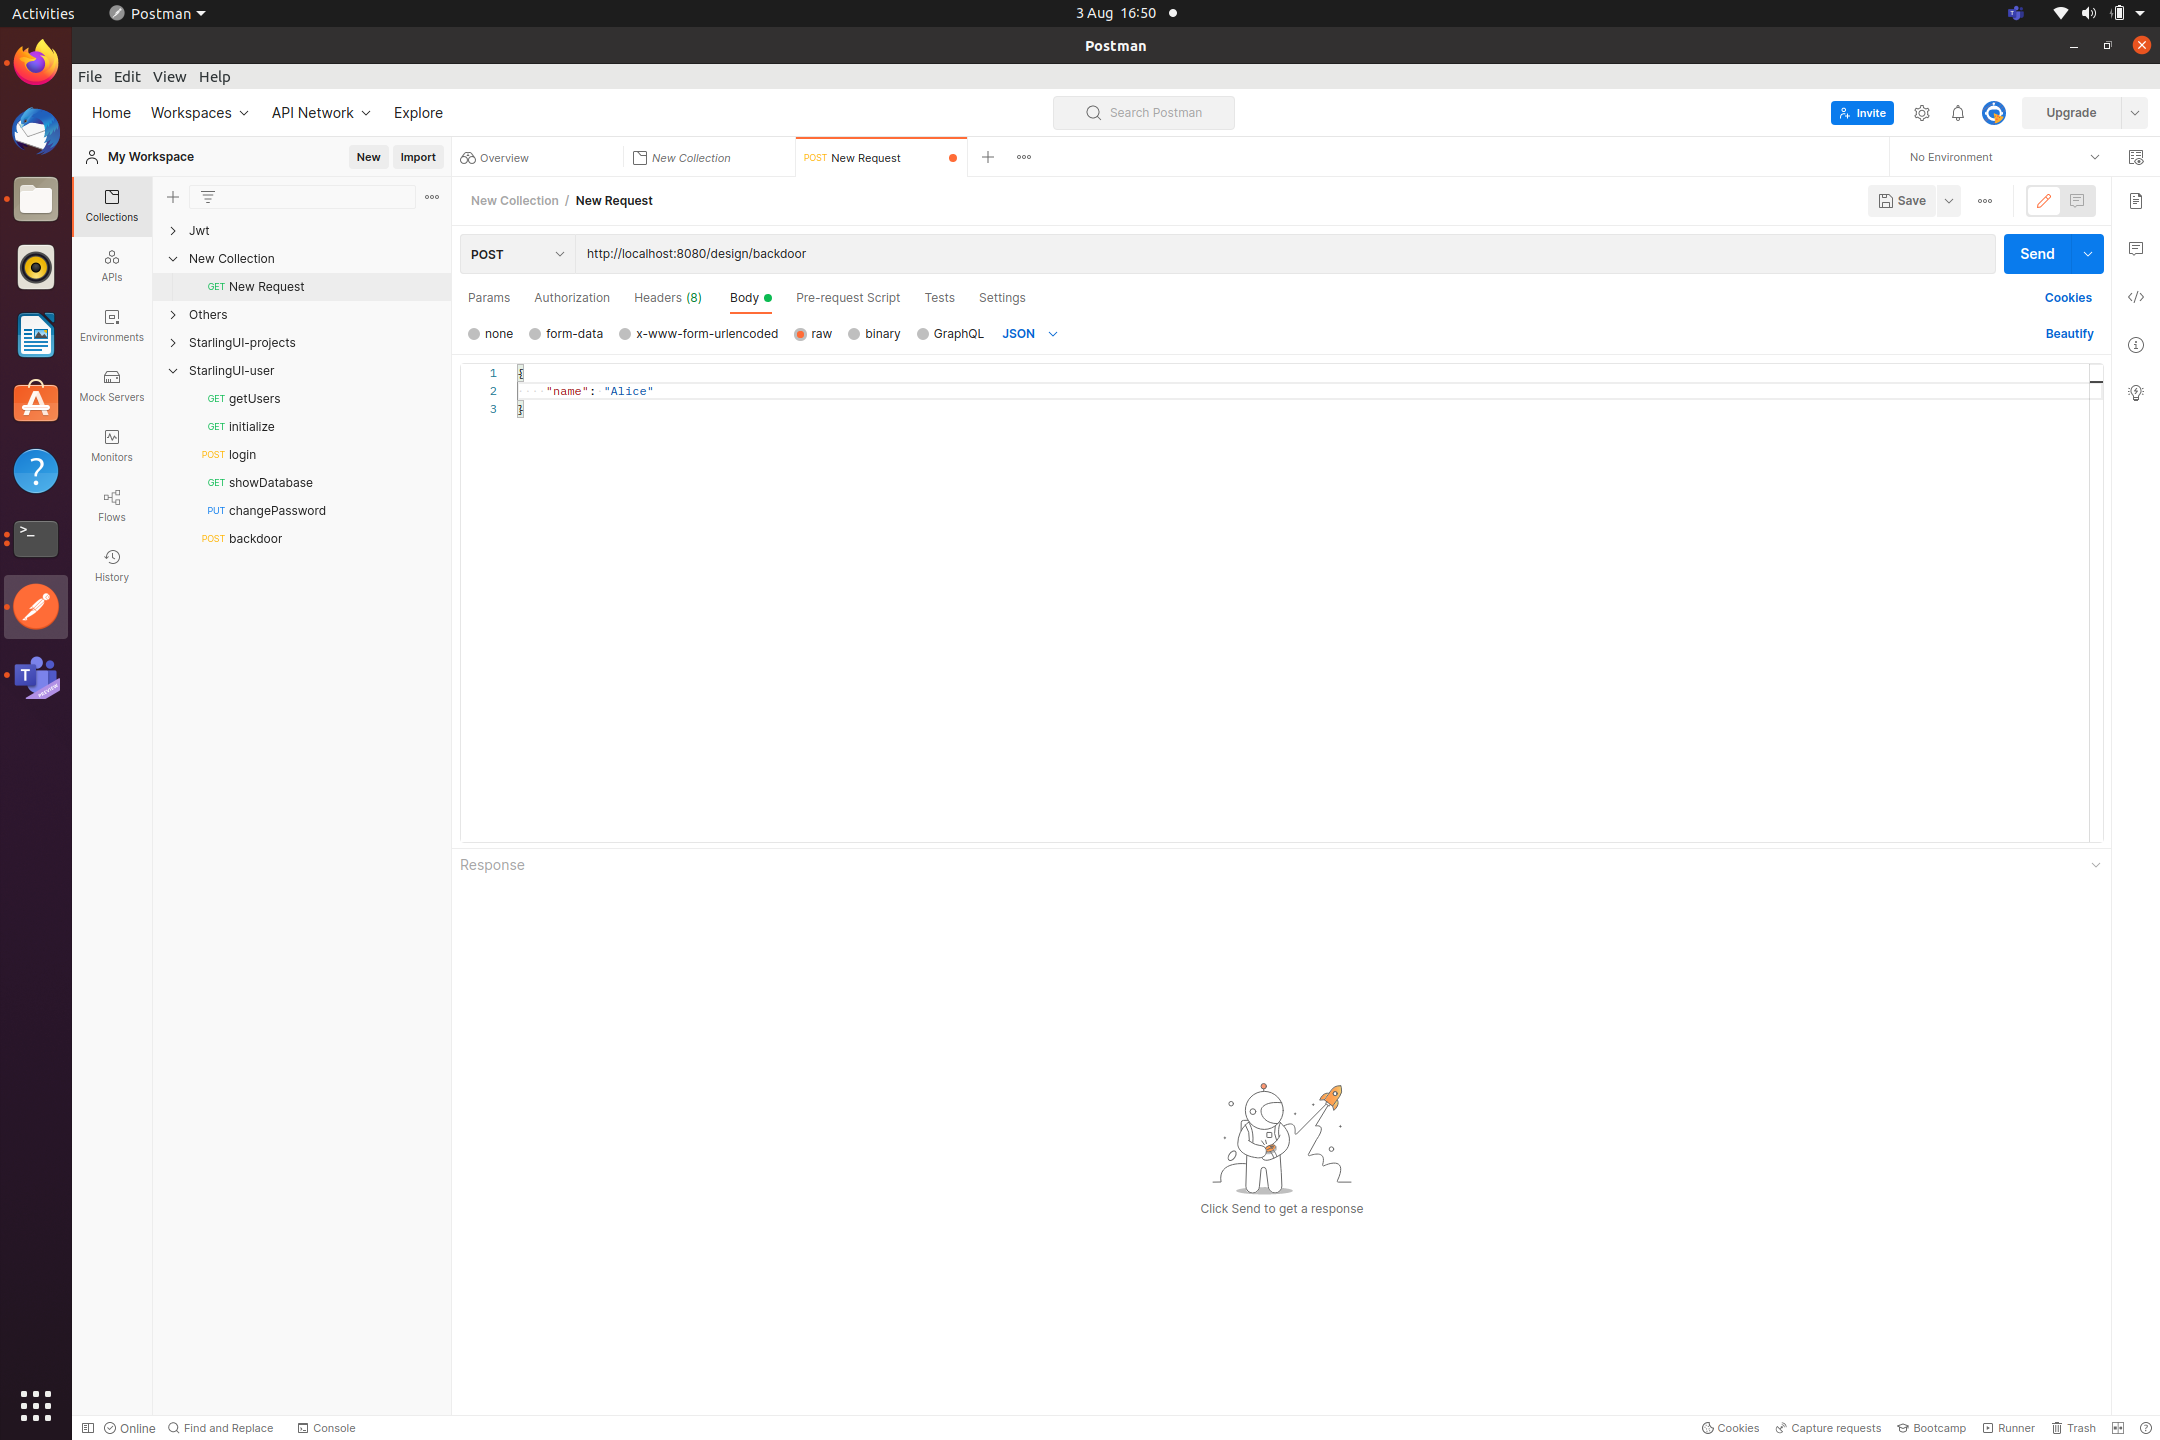 Activities Postman 3 Aug 16:50
Postman
File Edit View Help
Home Workspaces API Network Explore Search Postman Invite Upgrade
My Workspace New Import Overview New Collection POST New Request No Environment
New Collection / New Request Save
Collections
APIs
Environments
Mock Servers
Monitors
Flows
History
Jwt
New Collection
GET New Request
Others
StarlingUI-projects
StarlingUI-user
GET getUsers
GET initialize
POST login
GET showDatabase
PUT changePassword
POST backdoor
POST http://localhost:8080/design/backdoor Send
Params Authorization Headers (8) Body Pre-request Script Tests Settings Cookies
none form-data x-www-form-urlencoded raw binary GraphQL JSON Beautify
1 {
2 "name": "Alice"
3 }
Response
Click Send to get a response
Online Find and Replace Console Cookies Capture requests Bootcamp Runner Trash